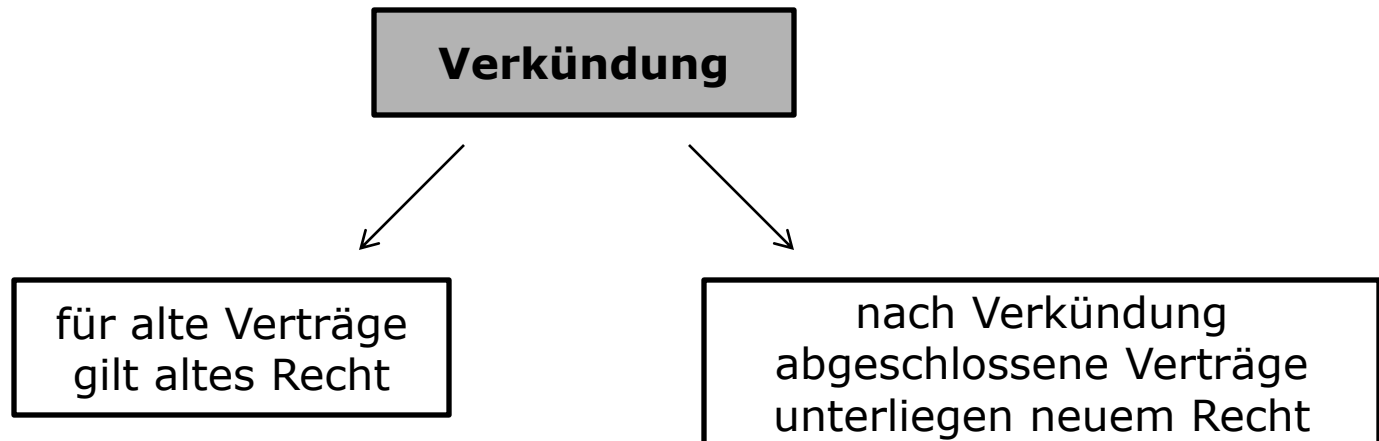 Verkündung
für alte Verträge
gilt altes Recht
nach Verkündung
abgeschlossene Verträge
unterliegen neuem Recht